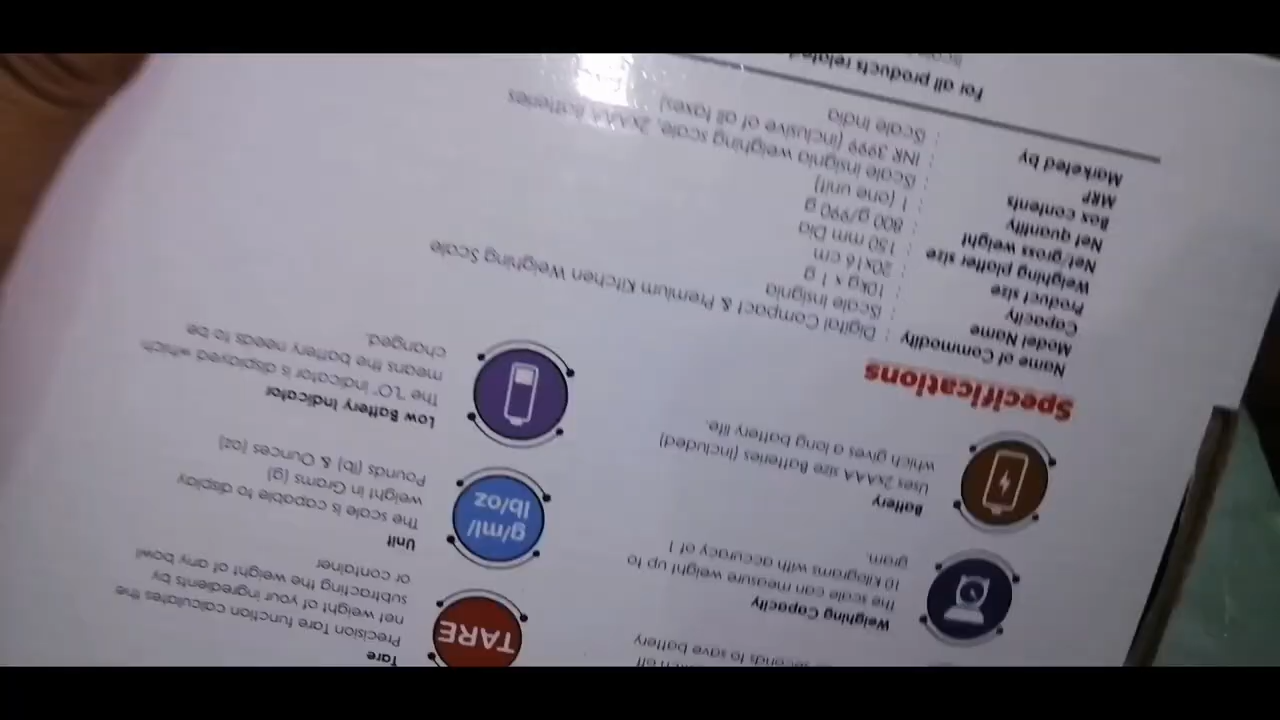 switch off
seconds to save battery
Weighing Capacity
The scale can measure weight up to
10 kilograms with accuracy of 1
gram.
Battery
Uses 2xAAA size Batteries (included)
which gives a long battery life.
Tare
Precision Tare function calculates the
net weight of your ingredients by
subtracting the weight of any bowl
or container
TARE
Unit
The scale is capable to display
weight in Grams (g)
Pounds (lb) & Ounces (oz)
g/ml/
lb/oz
Low Battery Indicator
The "LO" indicator is displayed which
means the battery needs to be
changed.
Specifications
Name of Commodity : Digital Compact & Premium Kitchen Weighing Scale
Model Name : iScale Insignia
Capacity : 10kg x 1 g
Product size : 20x16 cm
Weighing platter size : 150 mm Dia
Net/gross weight : 800 g/990 g
Net quantity : 1 (one unit)
Box contents : iScale Insignia weighing scale, 2xAAA Batteries
MRP : INR 3999 (inclusive of all taxes)
Marketed by : Scale India
For all products related